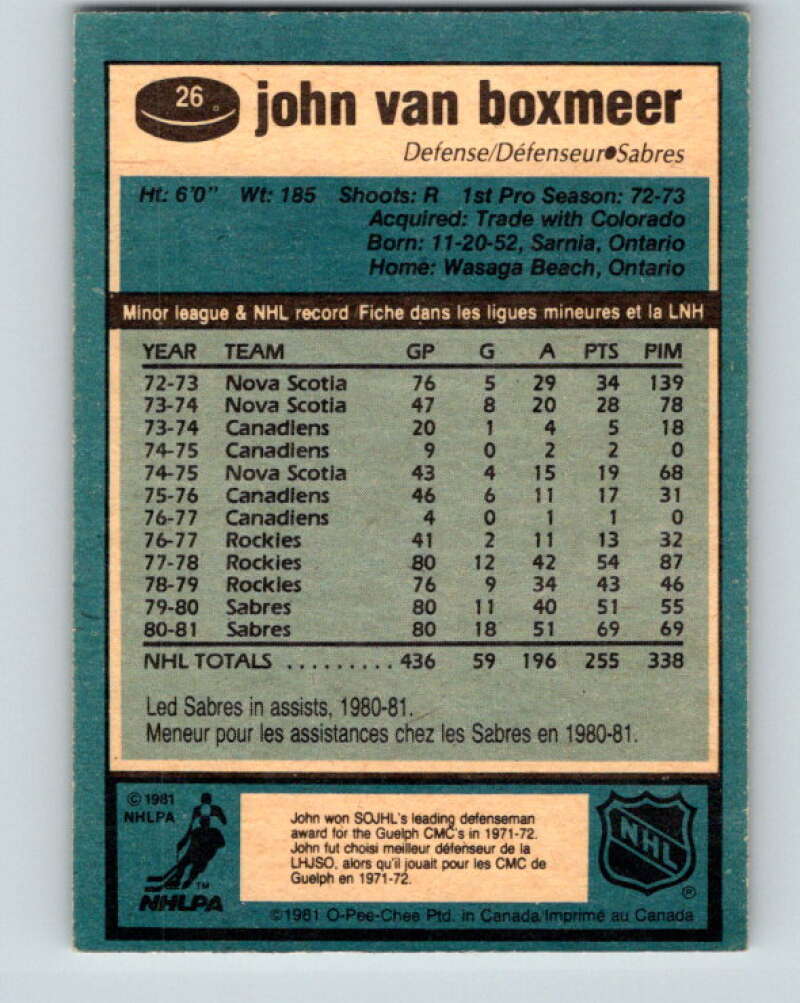 26 john van boxmeer
Defense/Défenseur●Sabres
Ht: 6'0" Wt: 185 Shoots: R 1st Pro Season: 72-73
Acquired: Trade with Colorado
Born: 11-20-52, Sarnia, Ontario
Home: Wasaga Beach, Ontario
Minor league & NHL record Fiche dans les ligues mineures et la LNH
YEAR TEAM GP G A PTS PIM
72-73 Nova Scotia 76 5 29 34 139
73-74 Nova Scotia 47 8 20 28 78
73-74 Canadiens 20 1 4 5 18
74-75 Canadiens 9 0 2 2 0
74-75 Nova Scotia 43 4 15 19 68
75-76 Canadiens 46 6 11 17 31
76-77 Canadiens 4 0 1 1 0
76-77 Rockies 41 2 11 13 32
77-78 Rockies 80 12 42 54 87
78-79 Rockies 76 9 34 43 46
79-80 Sabres 80 11 40 51 55
80-81 Sabres 80 18 51 69 69
NHL TOTALS .......... 436 59 196 255 338
Led Sabres in assists, 1980-81.
Meneur pour les assistances chez les Sabres en 1980-81.
©1981
NHLPA
TM
NHLPA
John won SOJHL's leading defenseman
award for the Guelph CMC's in 1971-72.
John fut choisi meilleur défenseur de la
LHJSO, alors qu'il jouait pour les CMC de
Guelph en 1971-72.
NHL
®
©1981 O-Pee-Chee Ptd. in Canada/Imprimé au Canada